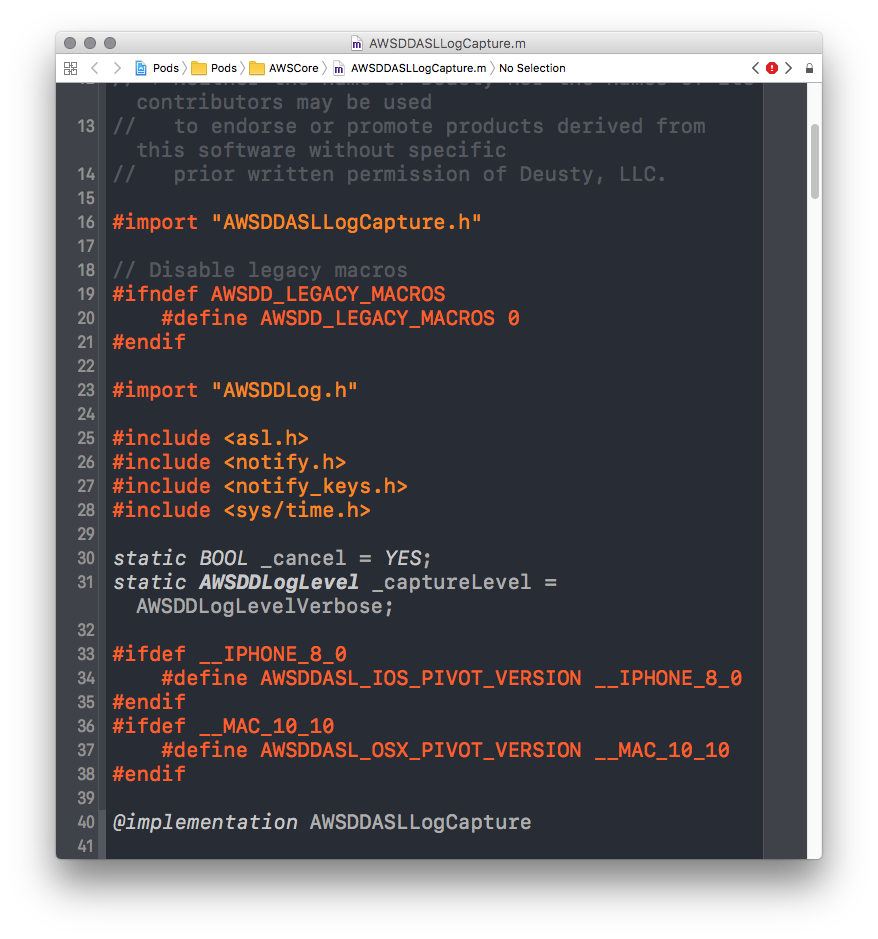 AWSDDASLLogCapture.m
Pods Pods AWSCore AWSDDASLLogCapture.m No Selection
contributors may be used
13 // to endorse or promote products derived from
this software without specific
14 // prior written permission of Deusty, LLC.
15
16 #import "AWSDDASLLogCapture.h"
17
18 // Disable legacy macros
19 #ifndef AWSDD_LEGACY_MACROS
20 #define AWSDD_LEGACY_MACROS 0
21 #endif
22
23 #import "AWSDDLog.h"
24
25 #include <asl.h>
26 #include <notify.h>
27 #include <notify_keys.h>
28 #include <sys/time.h>
29
30 static BOOL _cancel = YES;
31 static AWSDDLogLevel _captureLevel =
AWSDDLogLevelVerbose;
32
33 #ifdef __IPHONE_8_0
34 #define AWSDDASL_IOS_PIVOT_VERSION __IPHONE_8_0
35 #endif
36 #ifdef __MAC_10_10
37 #define AWSDDASL_OSX_PIVOT_VERSION __MAC_10_10
38 #endif
39
40 @implementation AWSDDASLLogCapture
41